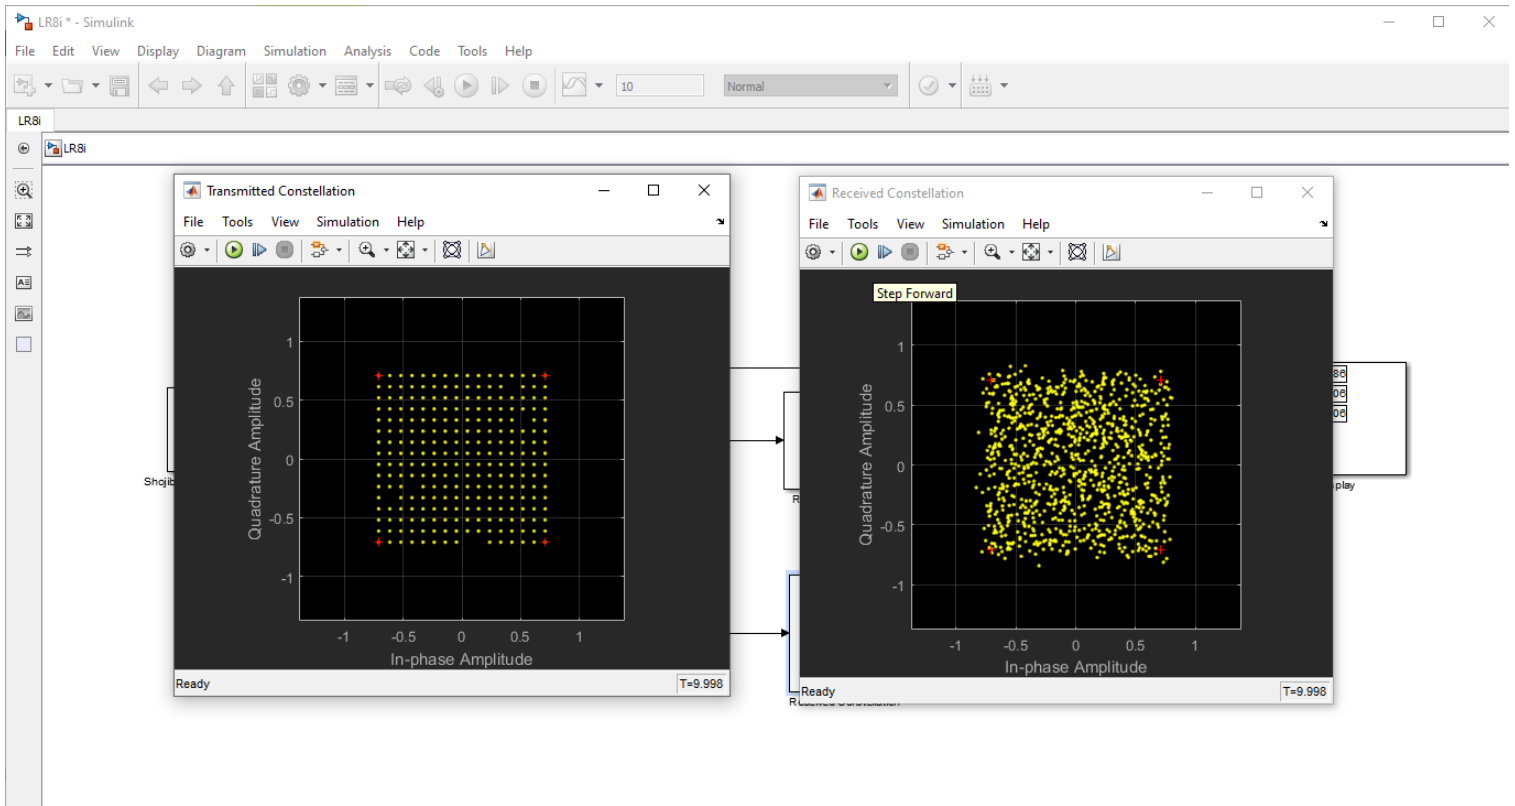 LR8i * - Simulink
File Edit View Display Diagram Simulation Analysis Code Tools Help
10 Normal
LR8i
LR8i
Transmitted Constellation
File Tools View Simulation Help
1
0.5
0
-0.5
-1
Quadrature Amplitude
-1 -0.5 0 0.5 1
In-phase Amplitude
Ready T=9.998
Received Constellation
File Tools View Simulation Help
Step Forward
1
0.5
0
-0.5
-1
Quadrature Amplitude
-1 -0.5 0 0.5 1
In-phase Amplitude
Ready T=9.998
Shojib
R
86
06
06
splay